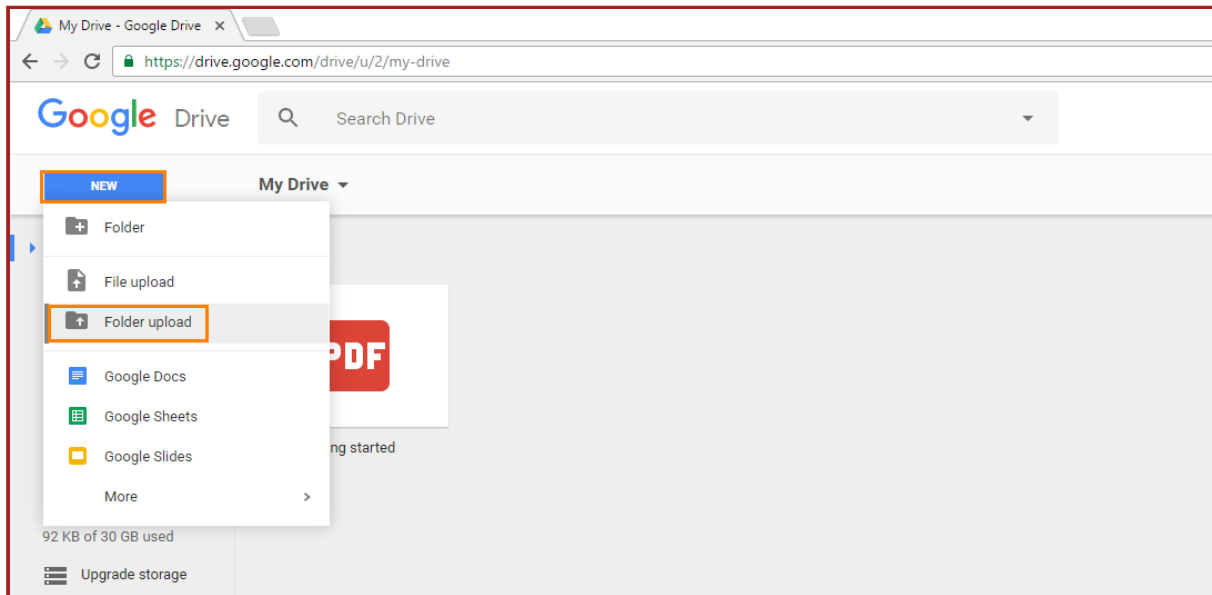 My Drive - Google Drive
https://drive.google.com/drive/u/2/my-drive
Google Drive
Search Drive
NEW
My Drive
Folder
File upload
Folder upload
PDF
Google Docs
Google Sheets
ng started
Google Slides
More
92 KB of 30 GB used
Upgrade storage